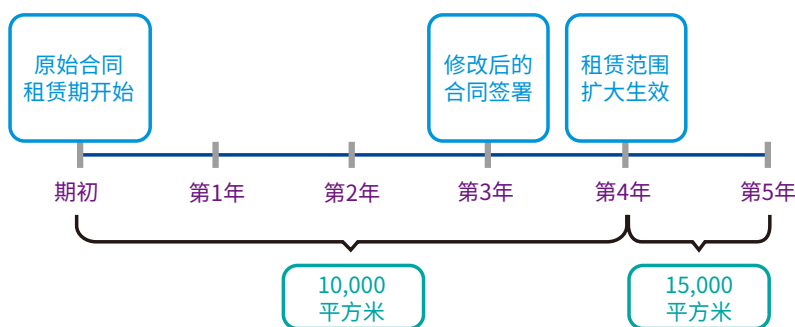 原始合同
租赁期开始
修改后的
合同签署
租赁范围
扩大生效
期初
第1年
第2年
第3年
第4年
第5年
10,000
平方米
15,000
平方米